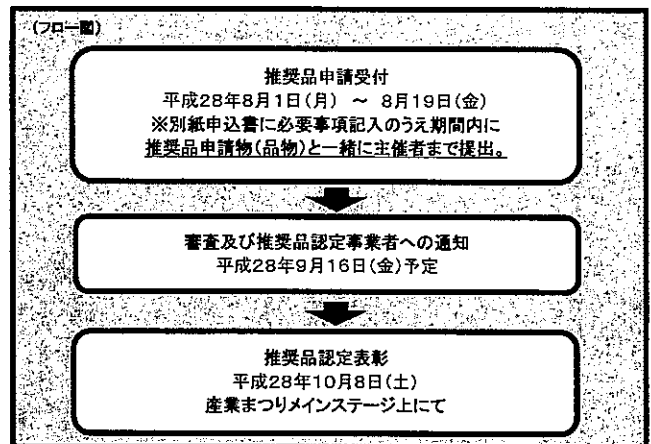 (フロー図)
推奨品申請受付
平成28年8月1日(月) ~ 8月19日(金)
※別紙申込書に必要事項記入のうえ期間内に
推奨品申請物(品物)と一緒に主催者まで提出。
審査及び推奨品認定事業者への通知
平成28年9月16日(金)予定
推奨品認定表彰
平成28年10月8日(土)
産業まつりメインステージ上にて